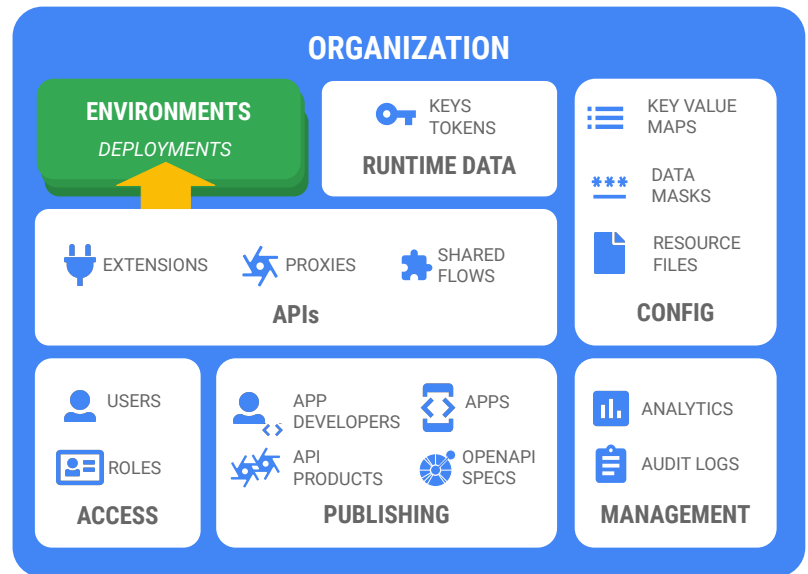 ORGANIZATION
ENVIRONMENTS
DEPLOYMENTS
KEYS
TOKENS
RUNTIME DATA
KEY VALUE
MAPS
***
DATA
MASKS
RESOURCE
FILES
CONFIG
EXTENSIONS
PROXIES
SHARED
FLOWS
APIs
USERS
ROLES
ACCESS
APP
DEVELOPERS
APPS
API
PRODUCTS
OPENAPI
SPECS
PUBLISHING
ANALYTICS
AUDIT LOGS
MANAGEMENT